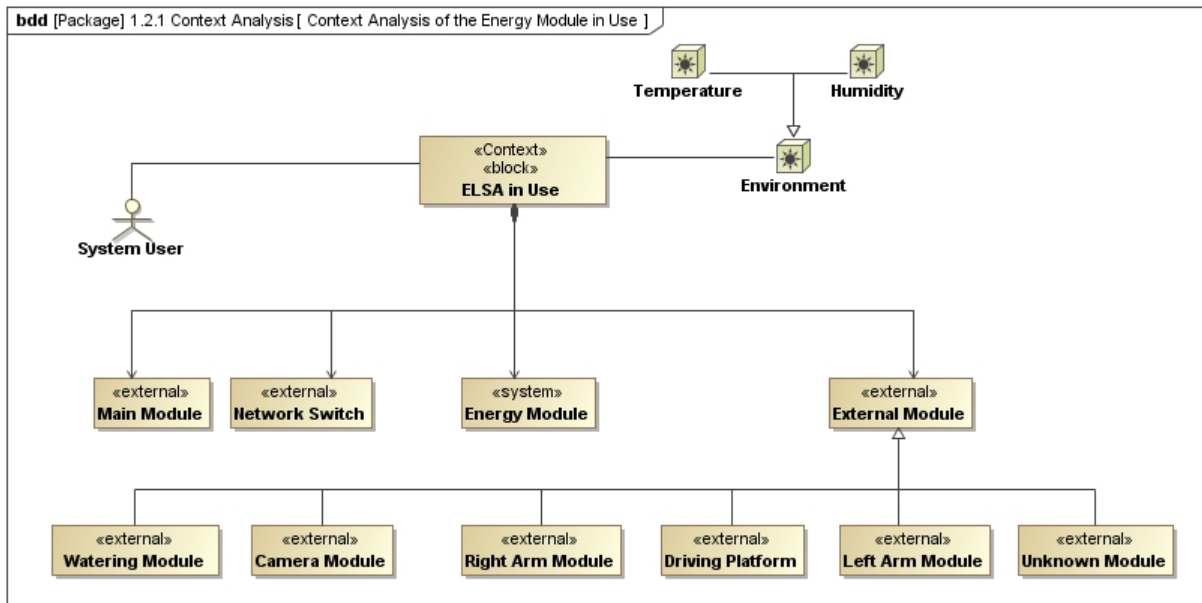 bdd [Package] 1.2.1 Context Analysis [ Context Analysis of the Energy Module in Use ]
Temperature
Humidity
«Context»
«block»
ELSA in Use
Environment
System User
«external»
Main Module
«external»
Network Switch
«system»
Energy Module
«external»
External Module
«external»
Watering Module
«external»
Camera Module
«external»
Right Arm Module
«external»
Driving Platform
«external»
Left Arm Module
«external»
Unknown Module